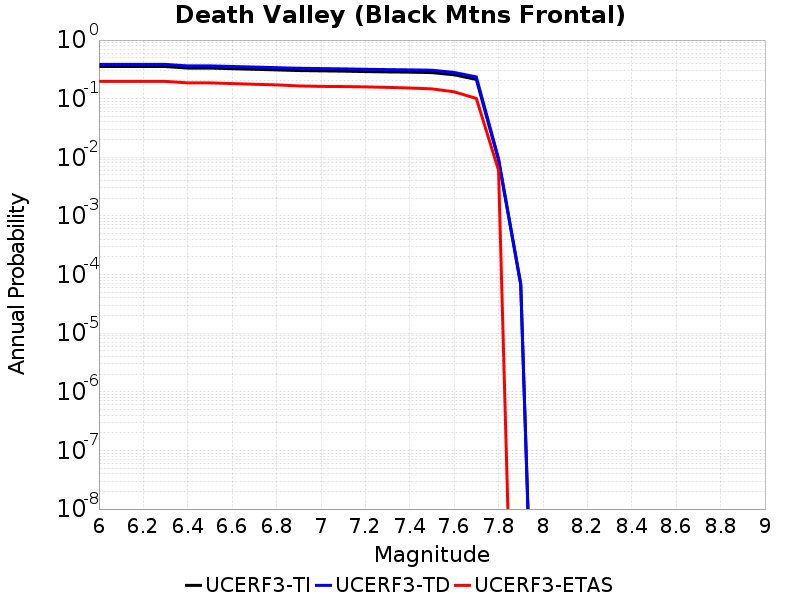 Death Valley (Black Mtns Frontal)
Annual Probability
10^0
10^-1
10^-2
10^-3
10^-4
10^-5
10^-6
10^-7
10^-8
6 6.2 6.4 6.6 6.8 7 7.2 7.4 7.6 7.8 8 8.2 8.4 8.6 8.8 9
Magnitude
UCERF3-TI UCERF3-TD UCERF3-ETAS